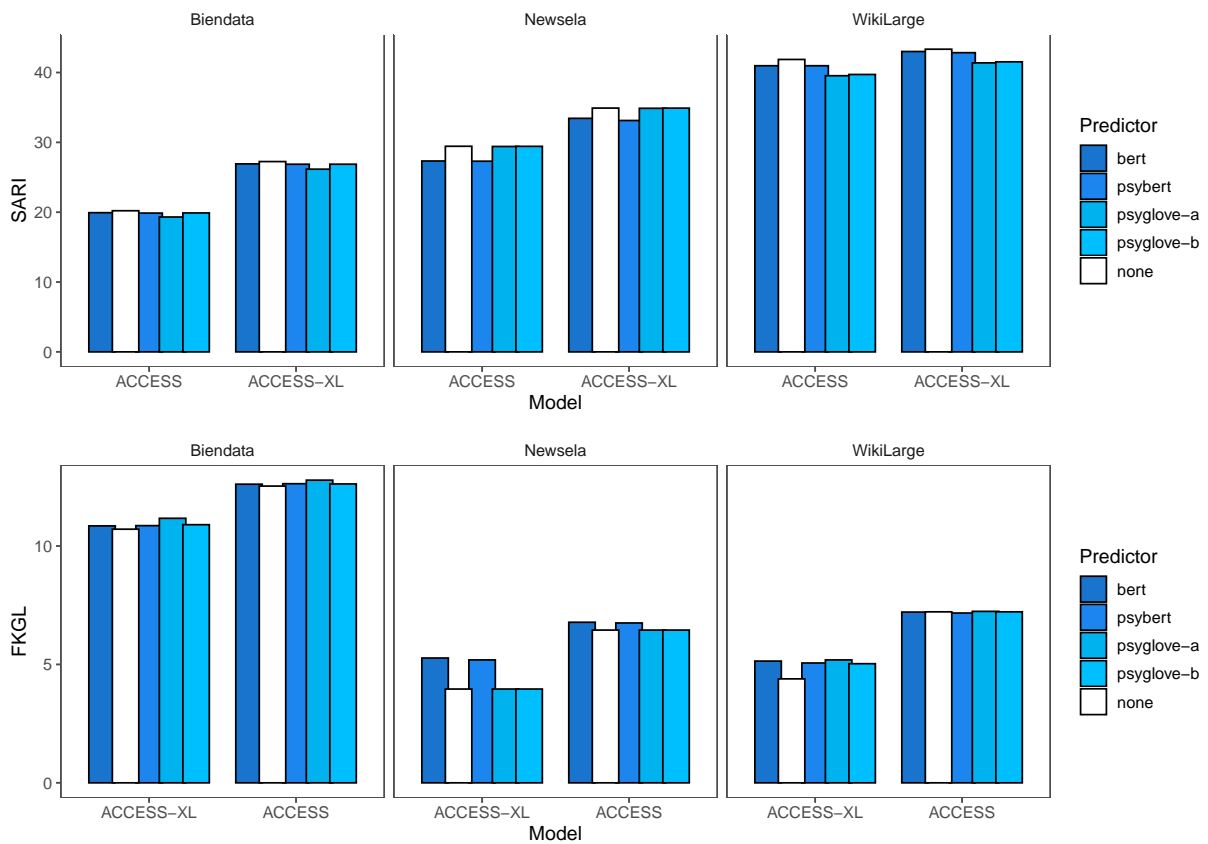 Biendata Newsela WikiLarge
SARI
40
30
20
10
0
ACCESS ACCESS−XL ACCESS ACCESS−XL ACCESS ACCESS−XL
Model
Predictor
bert
psybert
psyglove−a
psyglove−b
none
Biendata Newsela WikiLarge
FKGL
10
5
0
ACCESS−XL ACCESS ACCESS−XL ACCESS ACCESS−XL ACCESS
Model
Predictor
bert
psybert
psyglove−a
psyglove−b
none